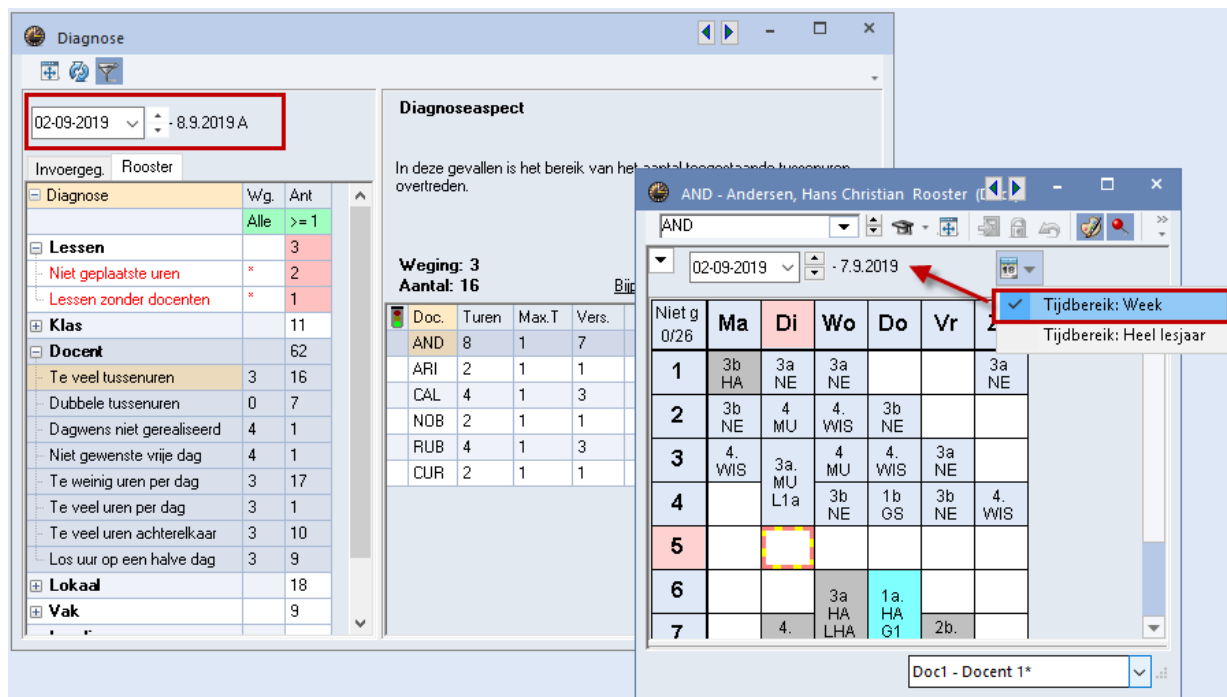 Diagnose
02-09-2019 - 8.9.2019 A
Invoergeg. Rooster
Diagnose Wg. Ant
Alle >= 1
Lessen 3
Niet geplaatste uren * 2
Lessen zonder docenten * 1
Klas 11
Docent 62
Te veel tussenuren 3 16
Dubbele tussenuren 0 7
Dagwens niet gerealiseerd 4 1
Niet gewenste vrije dag 4 1
Te weinig uren per dag 3 17
Te veel uren per dag 3 1
Te veel uren achterelkaar 3 10
Los uur op een halve dag 3 9
Lokaal 18
Vak 9
Diagnoseaspect
In deze gevallen is het bereik van het aantal toegestaande tussenuren
overtreden.
Weging: 3
Aantal: 16
Doc. Turen Max.T Vers.
AND 8 1 7
ARI 2 1 1
CAL 4 1 3
NOB 2 1 1
RUB 4 1 3
CUR 2 1 1
AND - Andersen, Hans Christian Rooster
AND
02-09-2019 - 7.9.2019
18
Tijdbereik: Week
Tijdbereik: Heel lesjaar
Niet g
0/26
Ma Di Wo Do Vr
1 3b 3a 3a 3a
HA NE NE NE
2 3b 4 4. 3b
NE MU WIS NE
3 4. 3a. 4 4. 3a
WIS MU MU WIS NE
4 L1a 3b 1b 3b 4.
NE GS NE WIS
5
6 3a 1a.
HA HA
7 4. LHA G1 2b.
Doc1 - Docent 1*